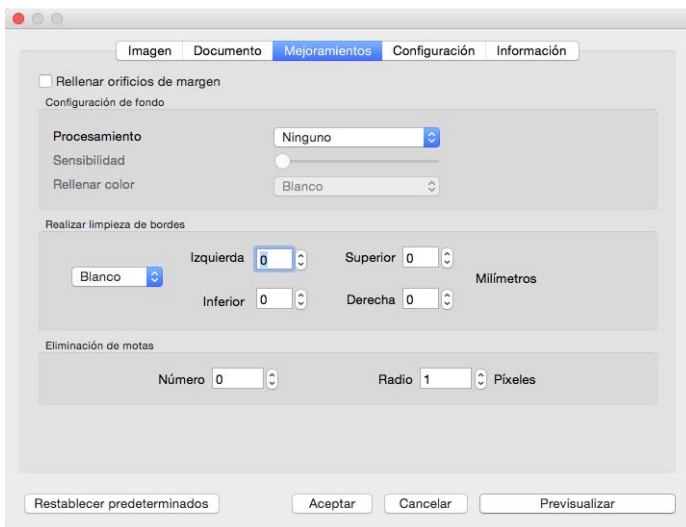 Imagen Documento Mejoramientos Configuración Información
Rellenar orificios de margen
Configuración de fondo
Procesamiento Ninguno
Sensibilidad
Rellenar color Blanco
Realizar limpieza de bordes
Izquierda 0 Superior 0
Blanco Milímetros
Inferior 0 Derecha 0
Eliminación de motas
Número 0 Radio 1 Píxeles
Restablecer predeterminados Aceptar Cancelar Previsualizar